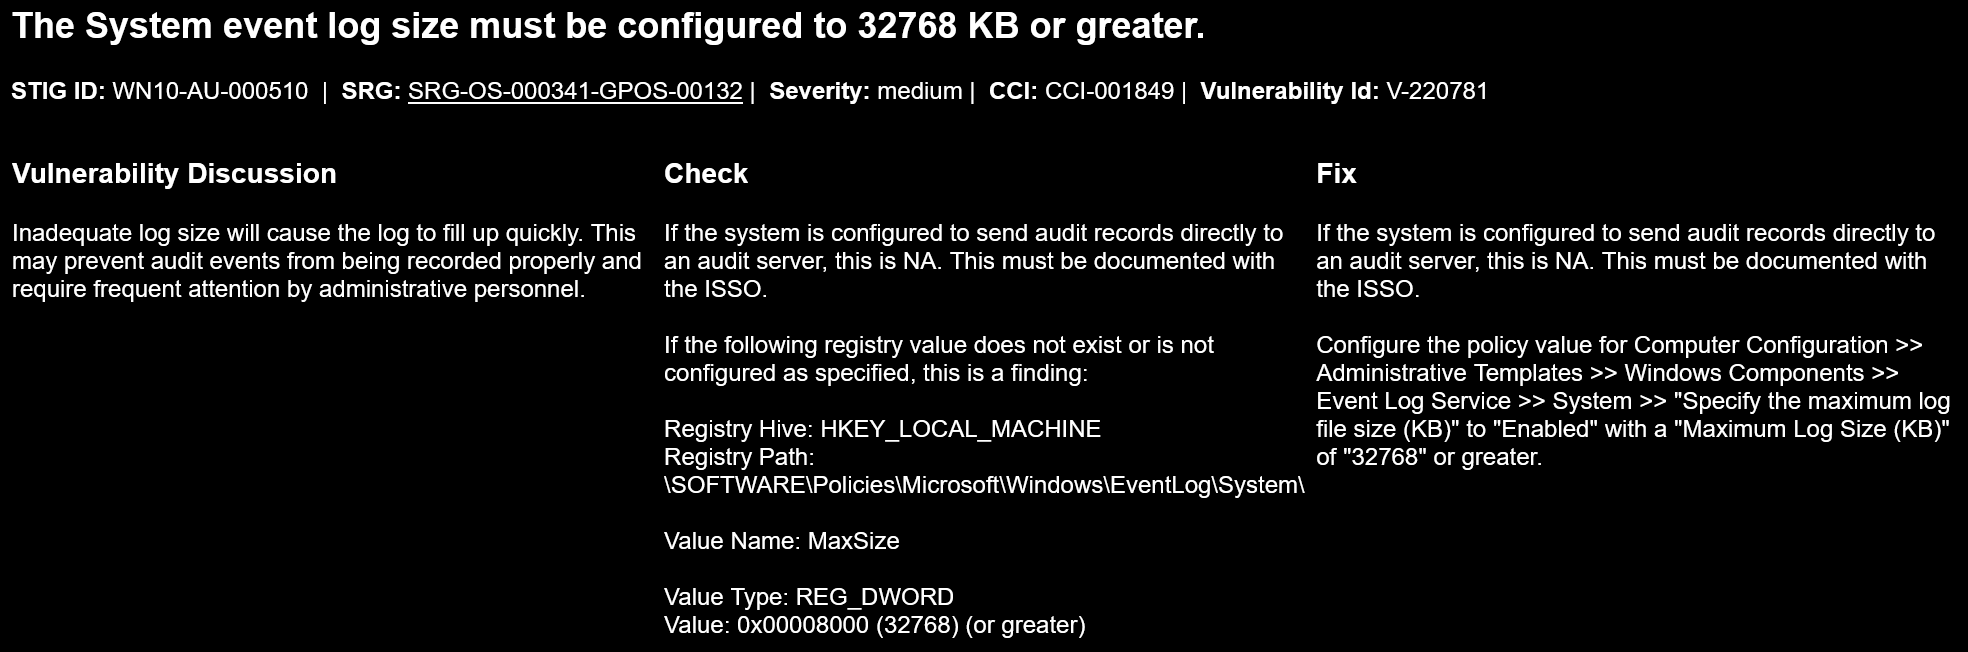 The System event log size must be configured to 32768 KB or greater.
STIG ID: WN10-AU-000510 | SRG: SRG-OS-000341-GPOS-00132 | Severity: medium | CCI: CCI-001849 | Vulnerability Id: V-220781
Vulnerability Discussion
Inadequate log size will cause the log to fill up quickly. This
may prevent audit events from being recorded properly and
require frequent attention by administrative personnel.
Check
If the system is configured to send audit records directly to
an audit server, this is NA. This must be documented with
the ISSO.
If the following registry value does not exist or is not
configured as specified, this is a finding:
Registry Hive: HKEY_LOCAL_MACHINE
Registry Path:
\SOFTWARE\Policies\Microsoft\Windows\EventLog\System\
Value Name: MaxSize
Value Type: REG_DWORD
Value: 0x00008000 (32768) (or greater)
Fix
If the system is configured to send audit records directly to
an audit server, this is NA. This must be documented with
the ISSO.
Configure the policy value for Computer Configuration >>
Administrative Templates >> Windows Components >>
Event Log Service >> System >> "Specify the maximum log
file size (KB)" to "Enabled" with a "Maximum Log Size (KB)"
of "32768" or greater.